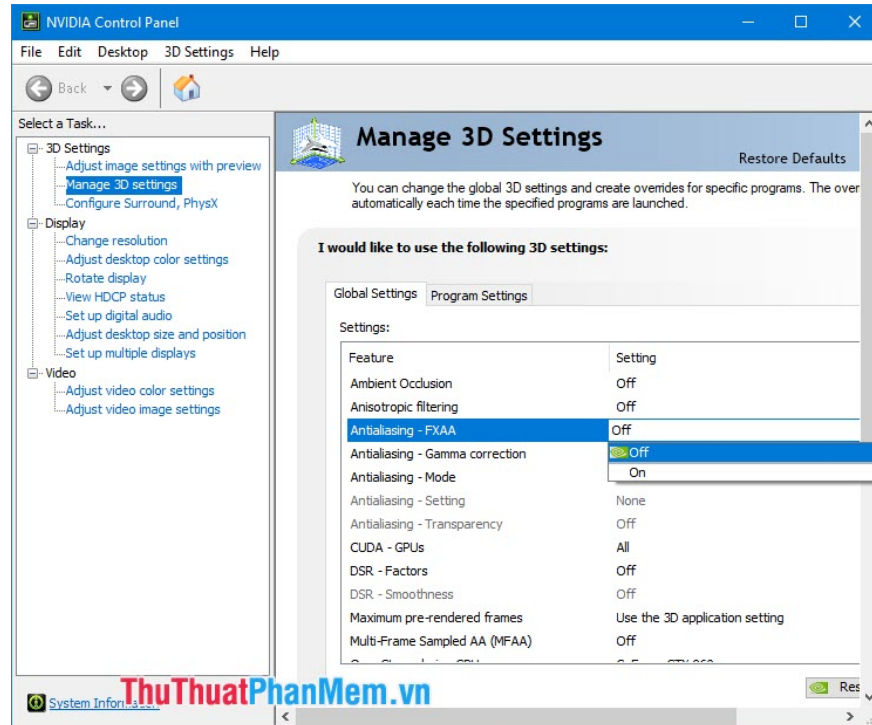 NVIDIA Control Panel
File Edit Desktop 3D Settings Help
Back
Select a Task...
3D Settings
Adjust image settings with preview
Manage 3D settings
Configure Surround, PhysX
Display
Change resolution
Adjust desktop color settings
Rotate display
View HDCP status
Set up digital audio
Adjust desktop size and position
Set up multiple displays
Video
Adjust video color settings
Adjust video image settings
System
Manage 3D Settings
Restore Defaults
You can change the global 3D settings and create overrides for specific programs. The over
automatically each time the specified programs are launched.
I would like to use the following 3D settings:
Global Settings Program Settings
Settings:
Feature Setting
Ambient Occlusion Off
Anisotropic filtering Off
Antialiasing - FXAA Off
Off
On
Antialiasing - Gamma correction
Antialiasing - Mode
Antialiasing - Setting None
Antialiasing - Transparency Off
CUDA - GPUs All
DSR - Factors Off
DSR - Smoothness Off
Maximum pre-rendered frames Use the 3D application setting
Multi-Frame Sampled AA (MFAA) Off
Res
ThuThuatPhanMem.vn